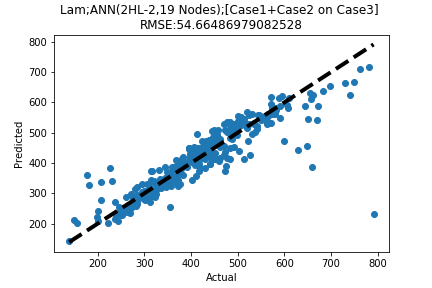 Lam;ANN(2HL-2,19 Nodes);[Case1+Case2 on Case3]
RMSE:54.66486979082528
800
700
600
500
400
300
200
Predicted
200 300 400 500 600 700 800
Actual